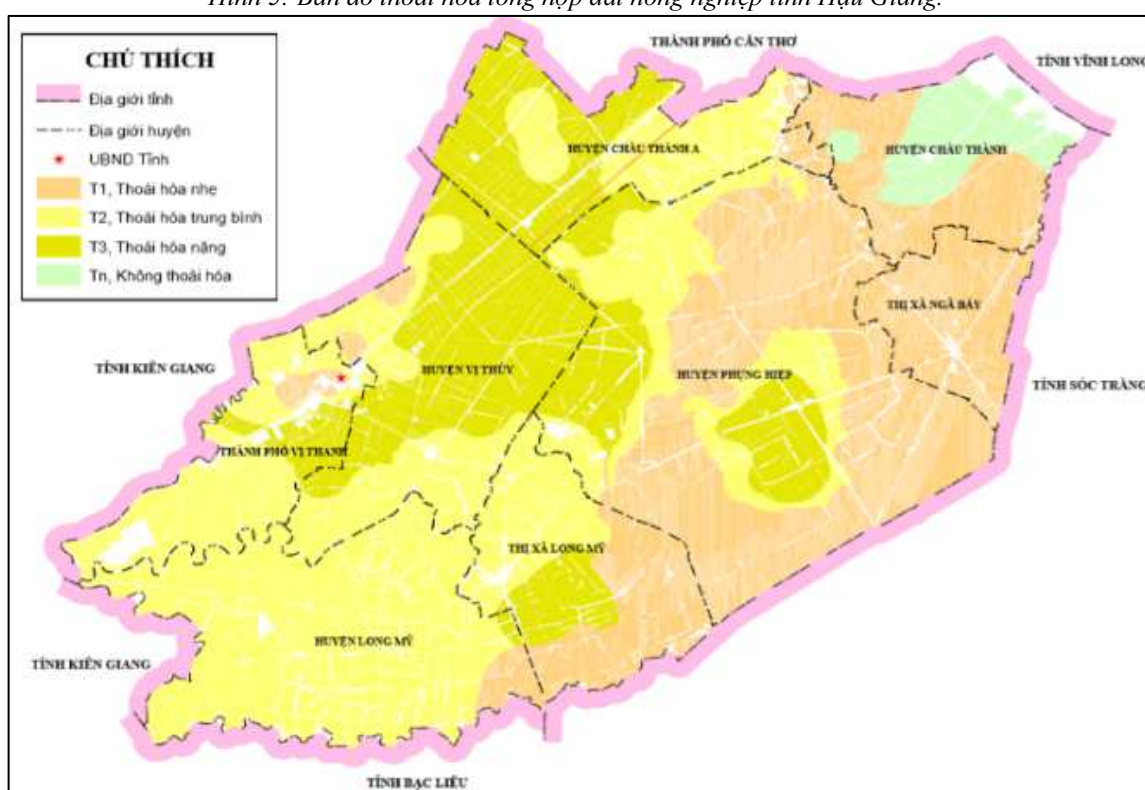 Hình 5: Bản đồ thoái hóa tổng hợp đất nông nghiệp tỉnh Hậu Giang.
CHÚ THÍCH
Địa giới tỉnh
Địa giới huyện
UBND Tỉnh
T1, Thoái hóa nhẹ
T2, Thoái hóa trung bình
T3, Thoái hóa nặng
Tn, Không thoái hóa
THÀNH PHỐ CẦN THƠ
TỈNH VĨNH LONG
HUYỆN CHÂU THÀNH A
HUYỆN CHÂU THÀNH
THỊ XÃ NGÃ BẢY
TỈNH KIÊN GIANG
HUYỆN VỊ THỦY
HUYỆN PHỤNG HIỆP
TỈNH SÓC TRĂNG
THÀNH PHỐ VỊ THANH
THỊ XÃ LONG MỸ
HUYỆN LONG MỸ
TỈNH KIÊN GIANG
TỈNH BẠC LIÊU